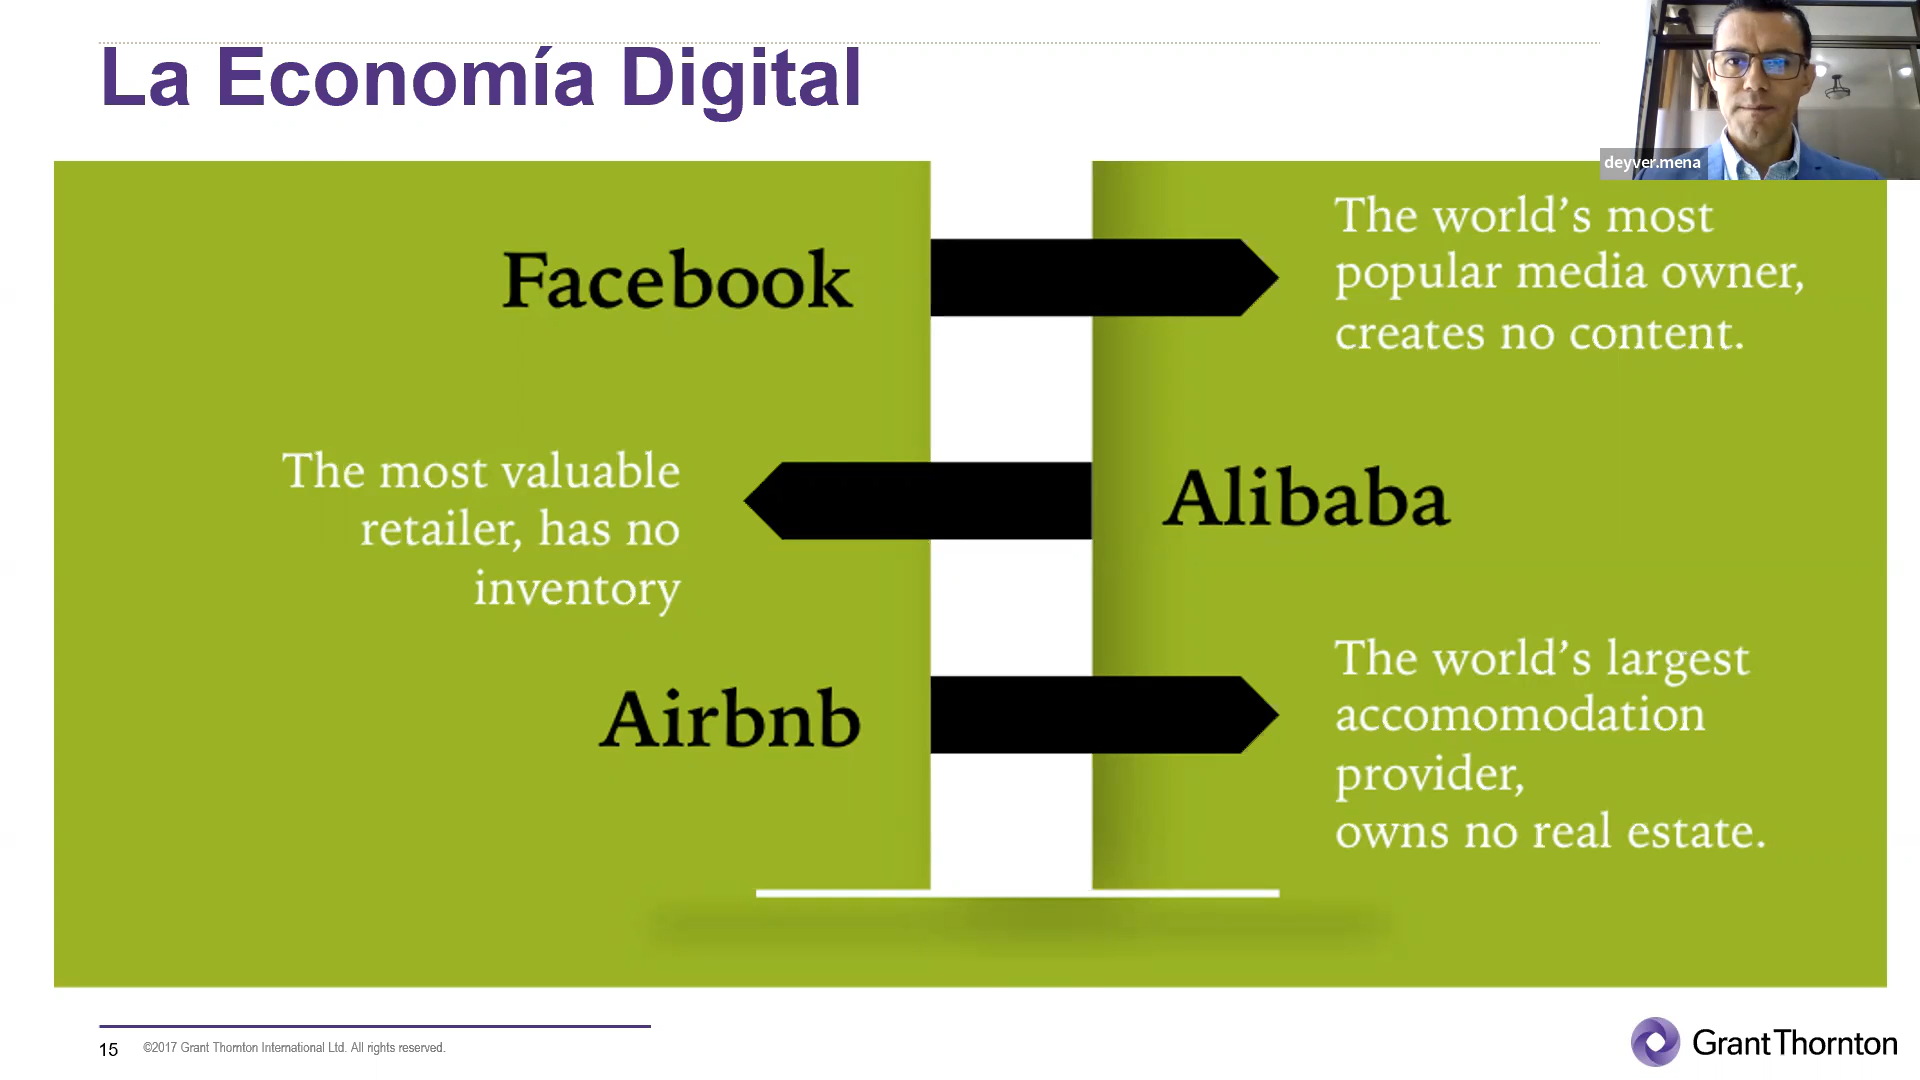 La Economía Digital
deyver.mena
Facebook
The world’s most
popular media owner,
creates no content.
The most valuable
retailer, has no
inventory
Alibaba
Airbnb
The world’s largest
accomomodation
provider,
owns no real estate.
15
©2017 Grant Thornton International Ltd. All rights reserved.
Grant Thornton